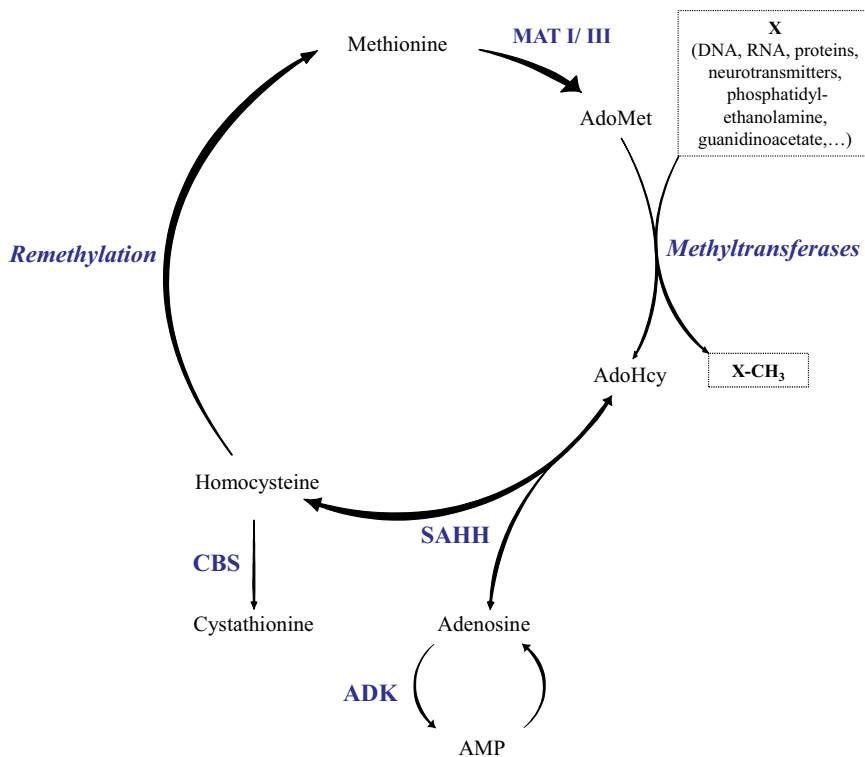 Methionine
MAT I/ III
X
(DNA, RNA, proteins,
neurotransmitters,
phosphatidyl-
ethanolamine,
guanidinoacetate,...)
AdoMet
Remethylation
Methyltransferases
AdoHcy
X-CH₃
Homocysteine
SAHH
CBS
Cystathionine
Adenosine
ADK
AMP